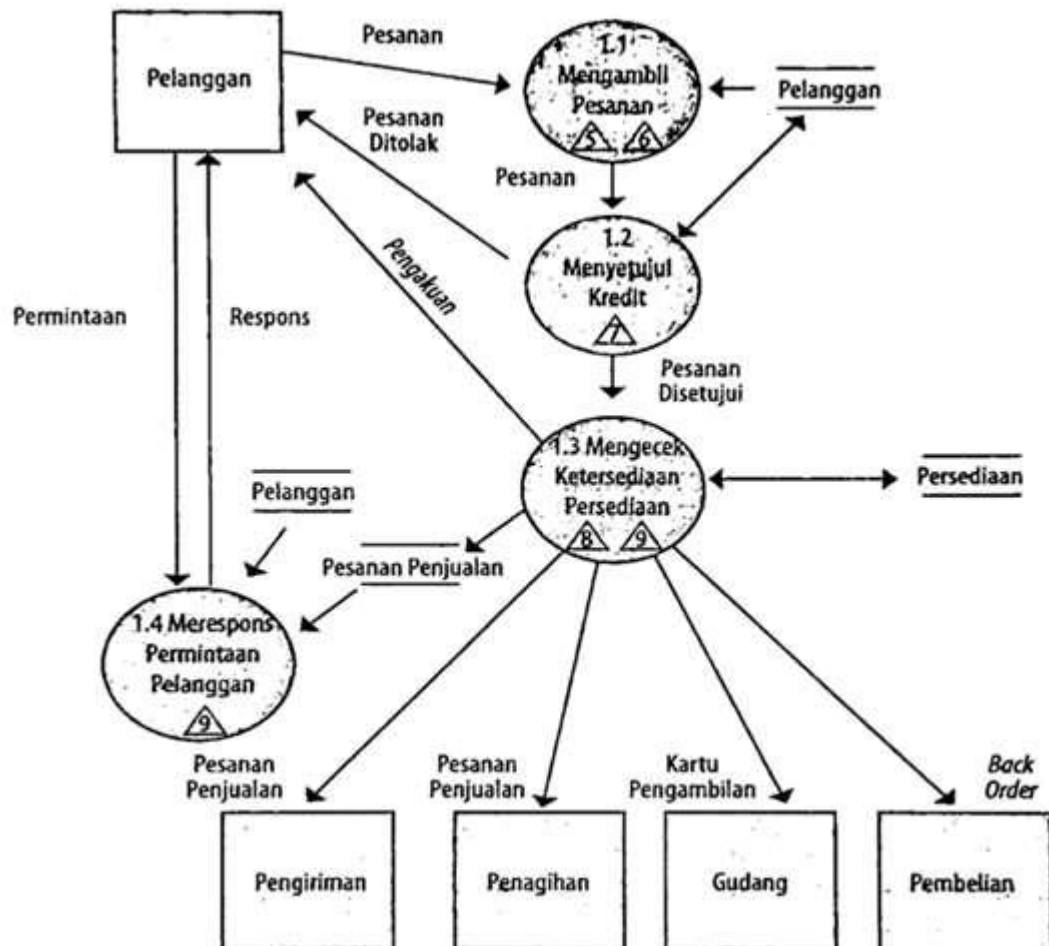 Pelanggan
Pesanan
1.1
Mengambil
Pesanan
5 6
Pelanggan
Pesanan
Ditolak
Pesanan
1.2
Menyetujui
Kredit
7
Pengakuan
Permintaan
Respons
Pesanan
Disetujui
1.3 Mengecek
Ketersediaan
Persediaan
8 9
Persediaan
Pelanggan
Pesanan Penjualan
1.4 Merespons
Permintaan
Pelanggan
9
Pesanan
Penjualan
Pesanan
Penjualan
Kartu
Pengambilan
Back
Order
Pengiriman
Penagihan
Gudang
Pembelian